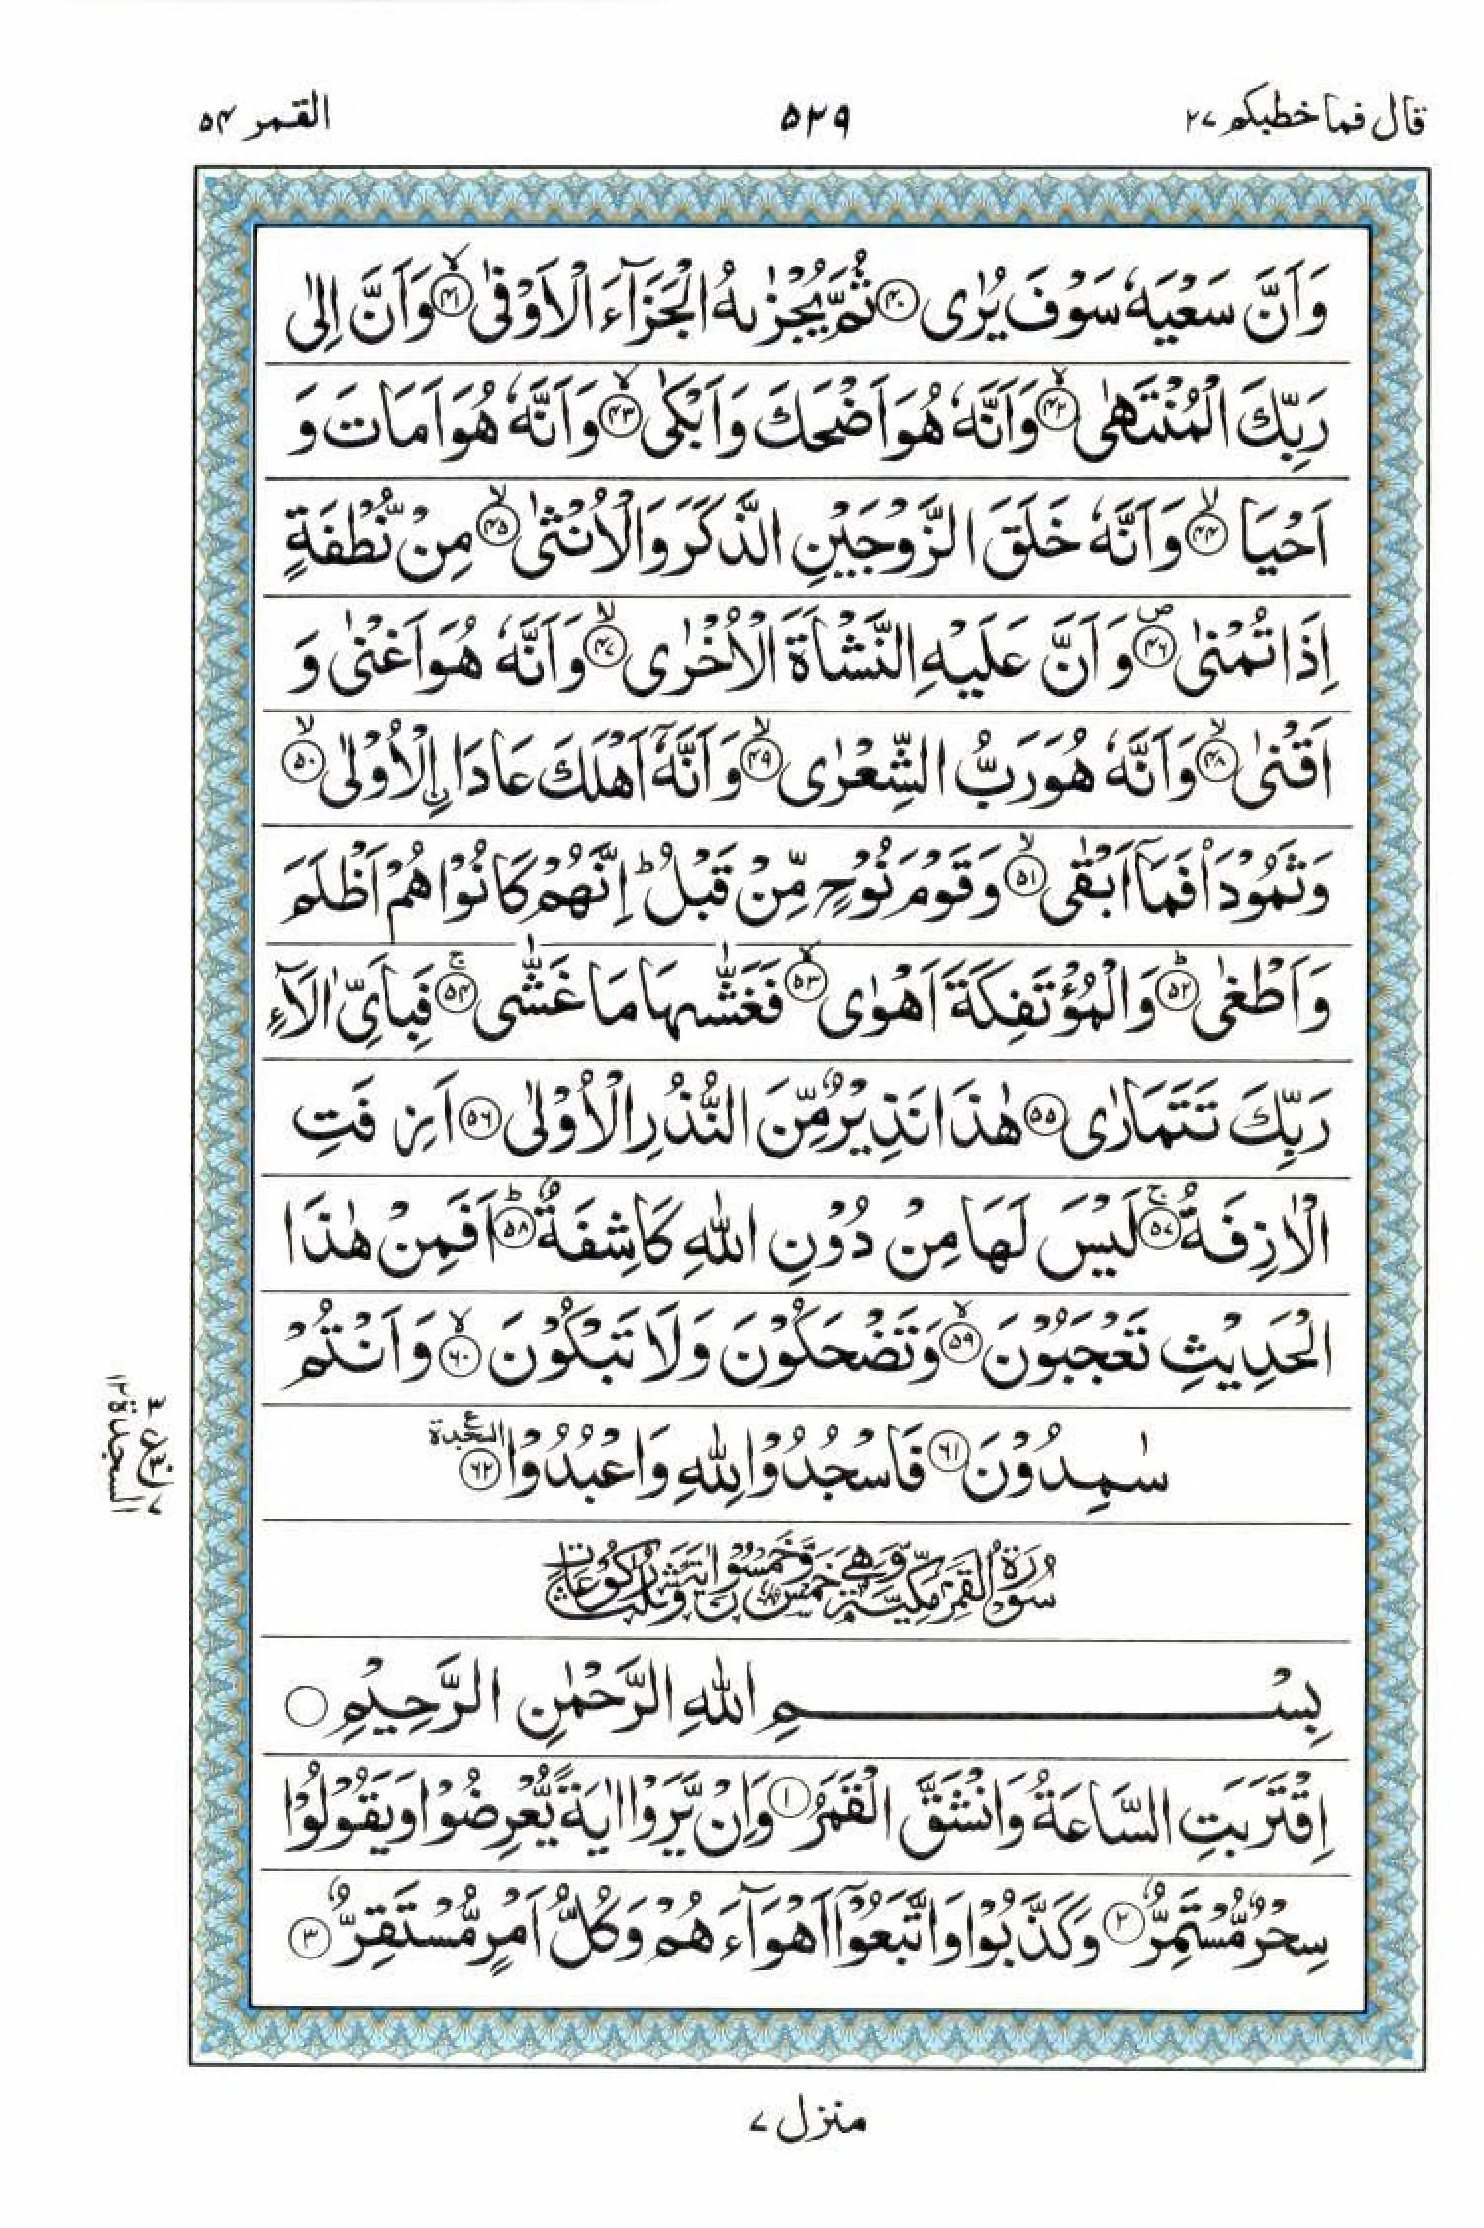 قال فما خطبكم ٢٧
٥٢٩
القمر ٥٤
وَاَنَّ سَعْيَهٗ سَوْفَ يُرٰى ۝٤٠ ثُمَّ يُجْزٰىهُ الْجَزَآءَ الْاَوْفٰى ۙ۝٤١ وَاَنَّ اِلٰى
رَبِّكَ الْمُنْتَهٰى ۙ۝٤٢ وَاَنَّهٗ هُوَ اَضْحَكَ وَاَبْكٰى ۙ۝٤٣ وَاَنَّهٗ هُوَ اَمَاتَ وَ
اَحْيَا ۙ۝٤٤ وَاَنَّهٗ خَلَقَ الزَّوْجَيْنِ الذَّكَرَ وَالْاُنْثٰى ۙ۝٤٥ مِنْ نُّطْفَةٍ
اِذَا تُمْنٰى ۪۝٤٦ وَاَنَّ عَلَيْهِ النَّشْاَةَ الْاُخْرٰى ۙ۝٤٧ وَاَنَّهٗ هُوَ اَغْنٰى وَ
اَقْنٰى ۙ۝٤٨ وَاَنَّهٗ هُوَ رَبُّ الشِّعْرٰى ۙ۝٤٩ وَاَنَّهٗٓ اَهْلَكَ عَادَا ۨالْاُوْلٰى ۙ۝٥٠
وَثَمُوْدَا۟ فَمَآ اَبْقٰى ۙ۝٥١ وَقَوْمَ نُوْحٍ مِّنْ قَبْلُ ؕ اِنَّهُمْ كَانُوْا هُمْ اَظْلَمَ
وَاَطْغٰى ؕ۝٥٢ وَالْمُؤْتَفِكَةَ اَهْوٰى ۙ۝٥٣ فَغَشّٰىهَا مَا غَشّٰى ۚ۝٥٤ فَبِاَىِّ اٰلَآءِ
رَبِّكَ تَتَمَارٰى ۝٥٥ هٰذَا نَذِيْرٌ مِّنَ النُّذُرِ الْاُوْلٰى ۝٥٦ اَزِفَتِ
الْاٰزِفَةُ ۚ۝٥٧ لَيْسَ لَهَا مِنْ دُوْنِ اللّٰهِ كَاشِفَةٌ ؕ۝٥٨ اَفَمِنْ هٰذَا
الْحَدِيْثِ تَعْجَبُوْنَ ۙ۝٥٩ وَتَضْحَكُوْنَ وَلَا تَبْكُوْنَ ۙ۝٦٠ وَاَنْتُمْ
سٰمِدُوْنَ ۝٦١ فَاسْجُدُوْا لِلّٰهِ وَاعْبُدُوْا ۝٦٢ السجدة ع
السجدة ١٢
سُوْرَةُ الْقَمَرِ مَكِّيَّةٌ وَّهِيَ خَمْسٌ وَّخَمْسُوْنَ اٰيَةً وَّثَلٰثُ رُكُوْعَاتٍ
بِسْمِ اللّٰهِ الرَّحْمٰنِ الرَّحِيْمِ ۝
اِقْتَرَبَتِ السَّاعَةُ وَانْشَقَّ الْقَمَرُ ۝١ وَاِنْ يَّرَوْا اٰيَةً يُّعْرِضُوْا وَيَقُوْلُوْا
سِحْرٌ مُّسْتَمِرٌّ ۝٢ وَكَذَّبُوْا وَاتَّبَعُوْٓا اَهْوَآءَهُمْ وَكُلُّ اَمْرٍ مُّسْتَقِرٌّ ۝٣
منزل ٧